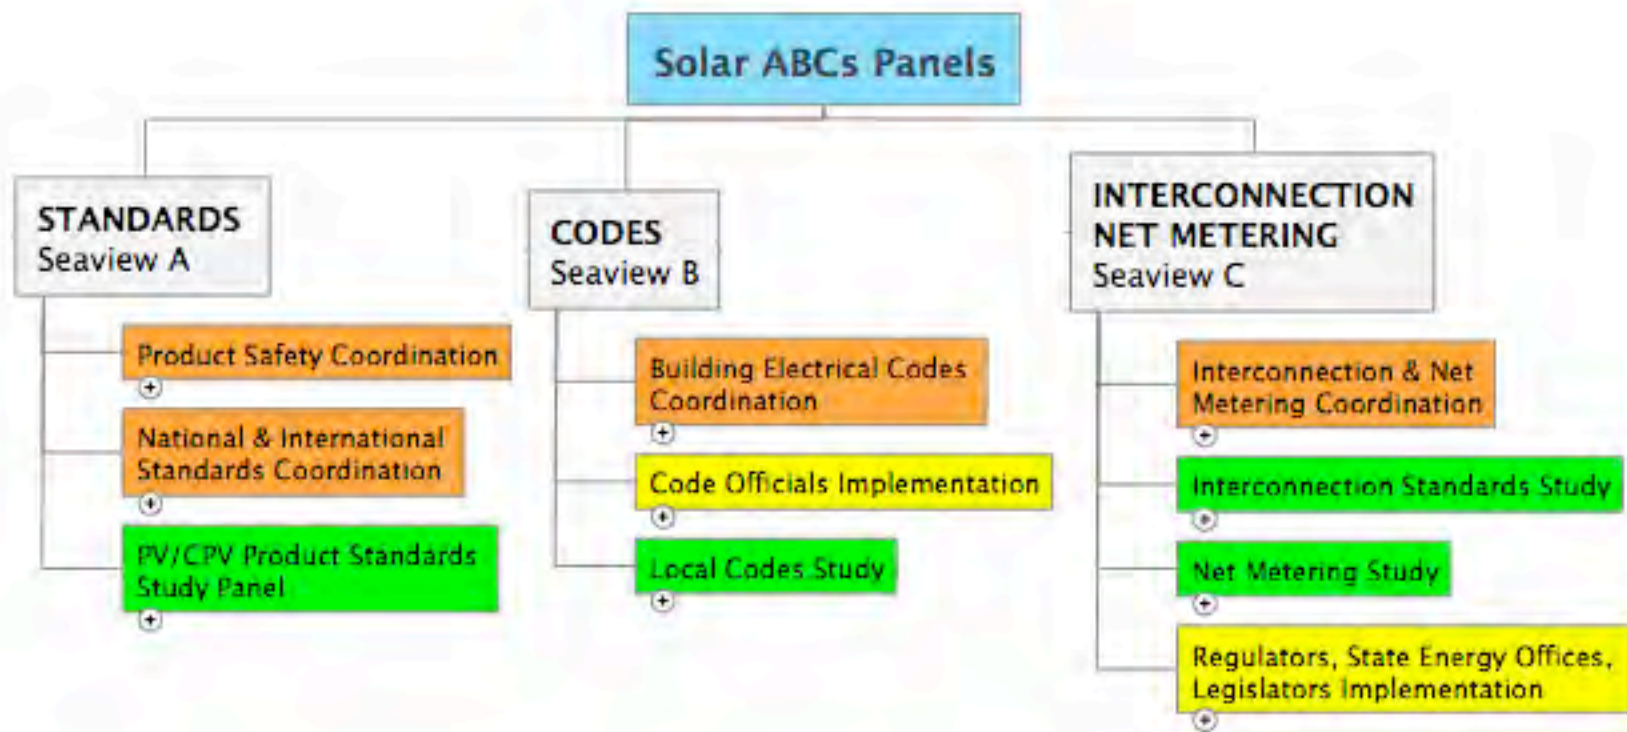 Solar ABCs Panels
STANDARDS
Seaview A
Product Safety Coordination
National & International
Standards Coordination
PV/CPV Product Standards
Study Panel
CODES
Seaview B
Building Electrical Codes
Coordination
Code Officials Implementation
Local Codes Study
INTERCONNECTION
NET METERING
Seaview C
Interconnection & Net
Metering Coordination
Interconnection Standards Study
Net Metering Study
Regulators, State Energy Offices,
Legislators Implementation